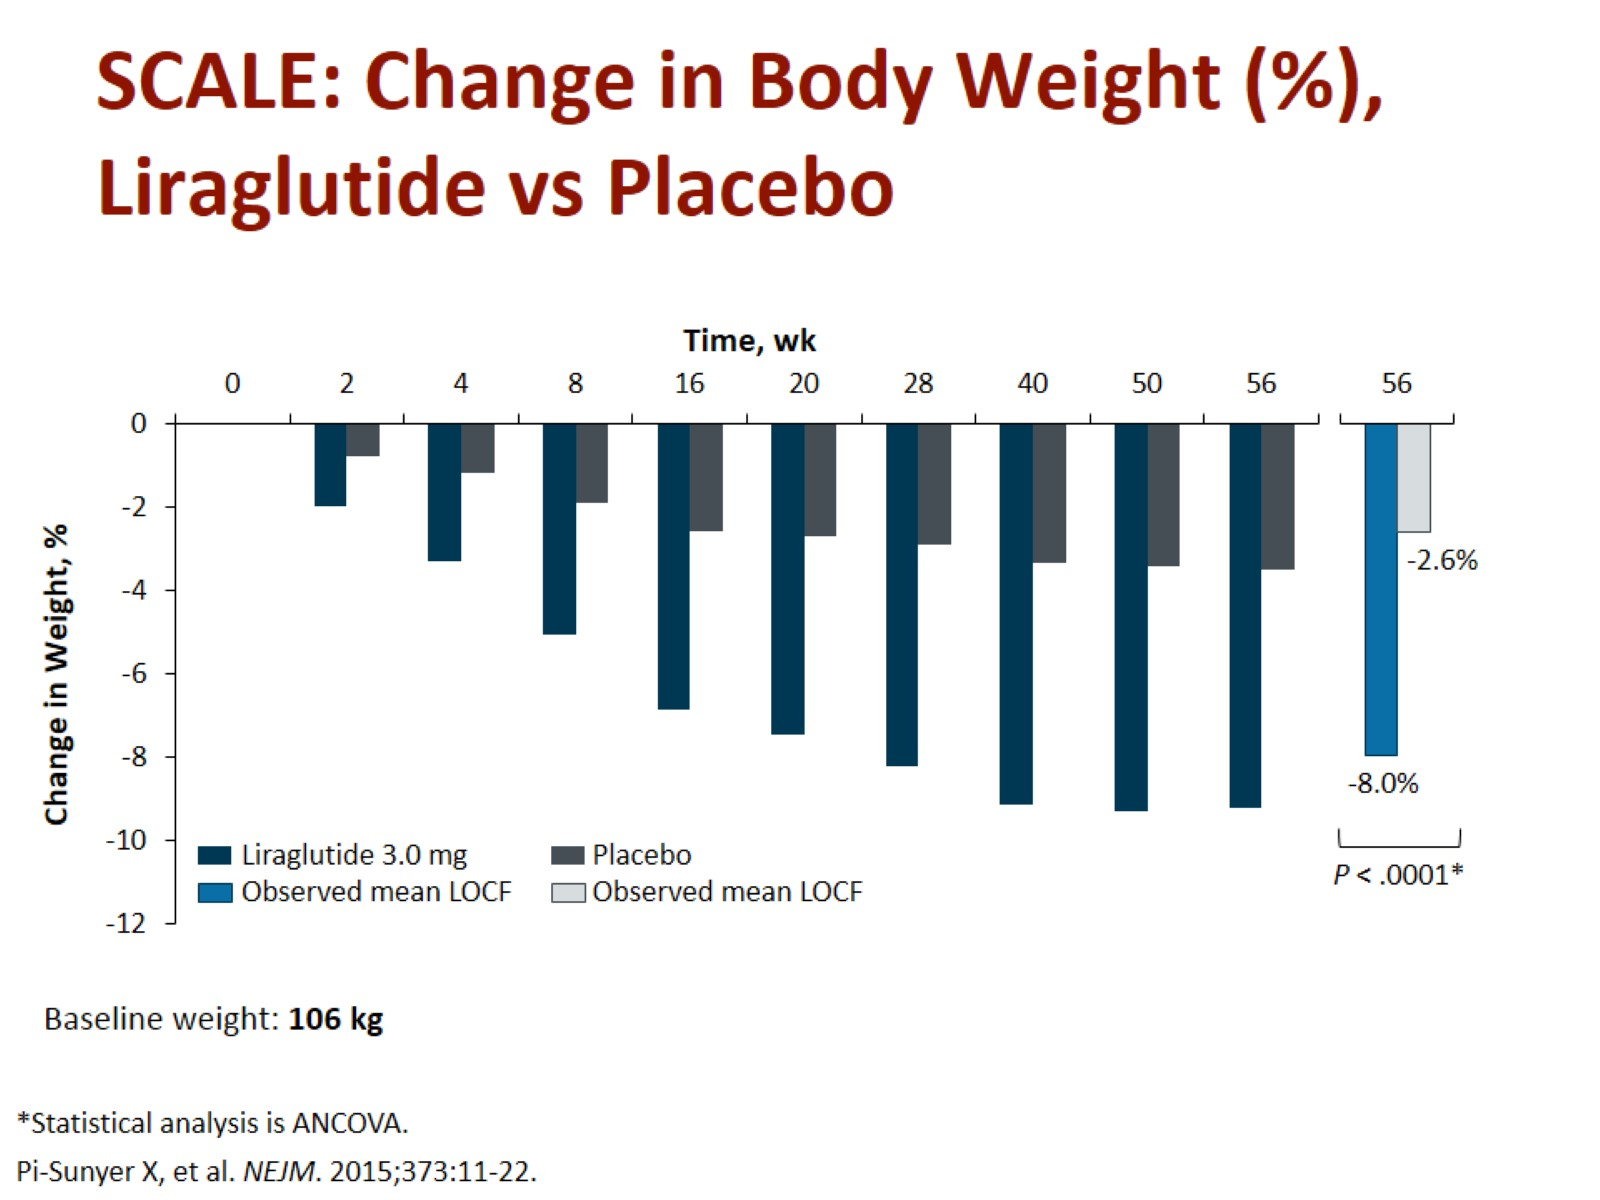 SCALE: Change in Body Weight (%),
Liraglutide vs Placebo
Time, wk
0 2 4 8 16 20 28 40 50 56 56
0
-2
-4
-6
-8
-10
-12
Change in Weight, %
-2.6%
-8.0%
P < .0001*
Liraglutide 3.0 mg Placebo
Observed mean LOCF Observed mean LOCF
Baseline weight: 106 kg
*Statistical analysis is ANCOVA.
Pi-Sunyer X, et al. NEJM. 2015;373:11-22.